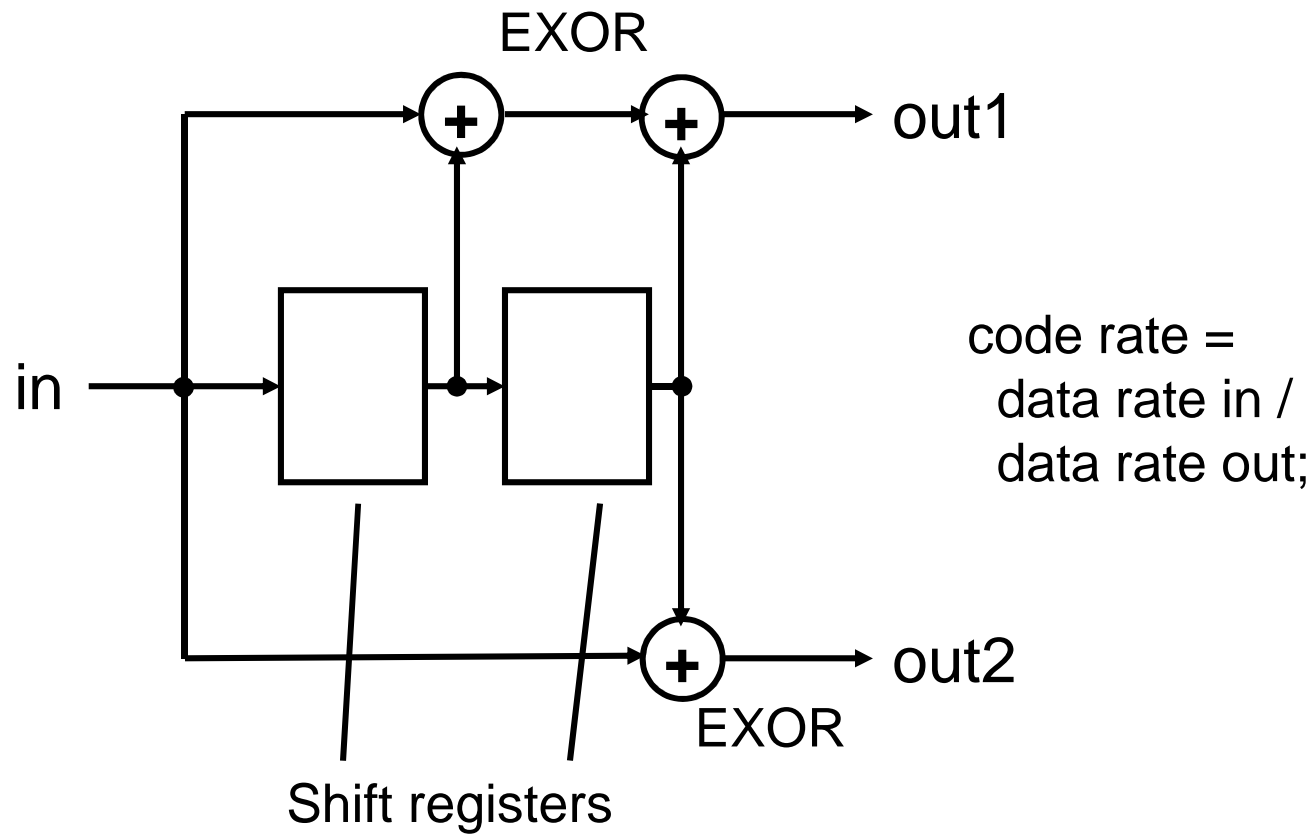 EXOR
+
+
out1
in
code rate =
data rate in /
data rate out;
+
out2
EXOR
Shift registers